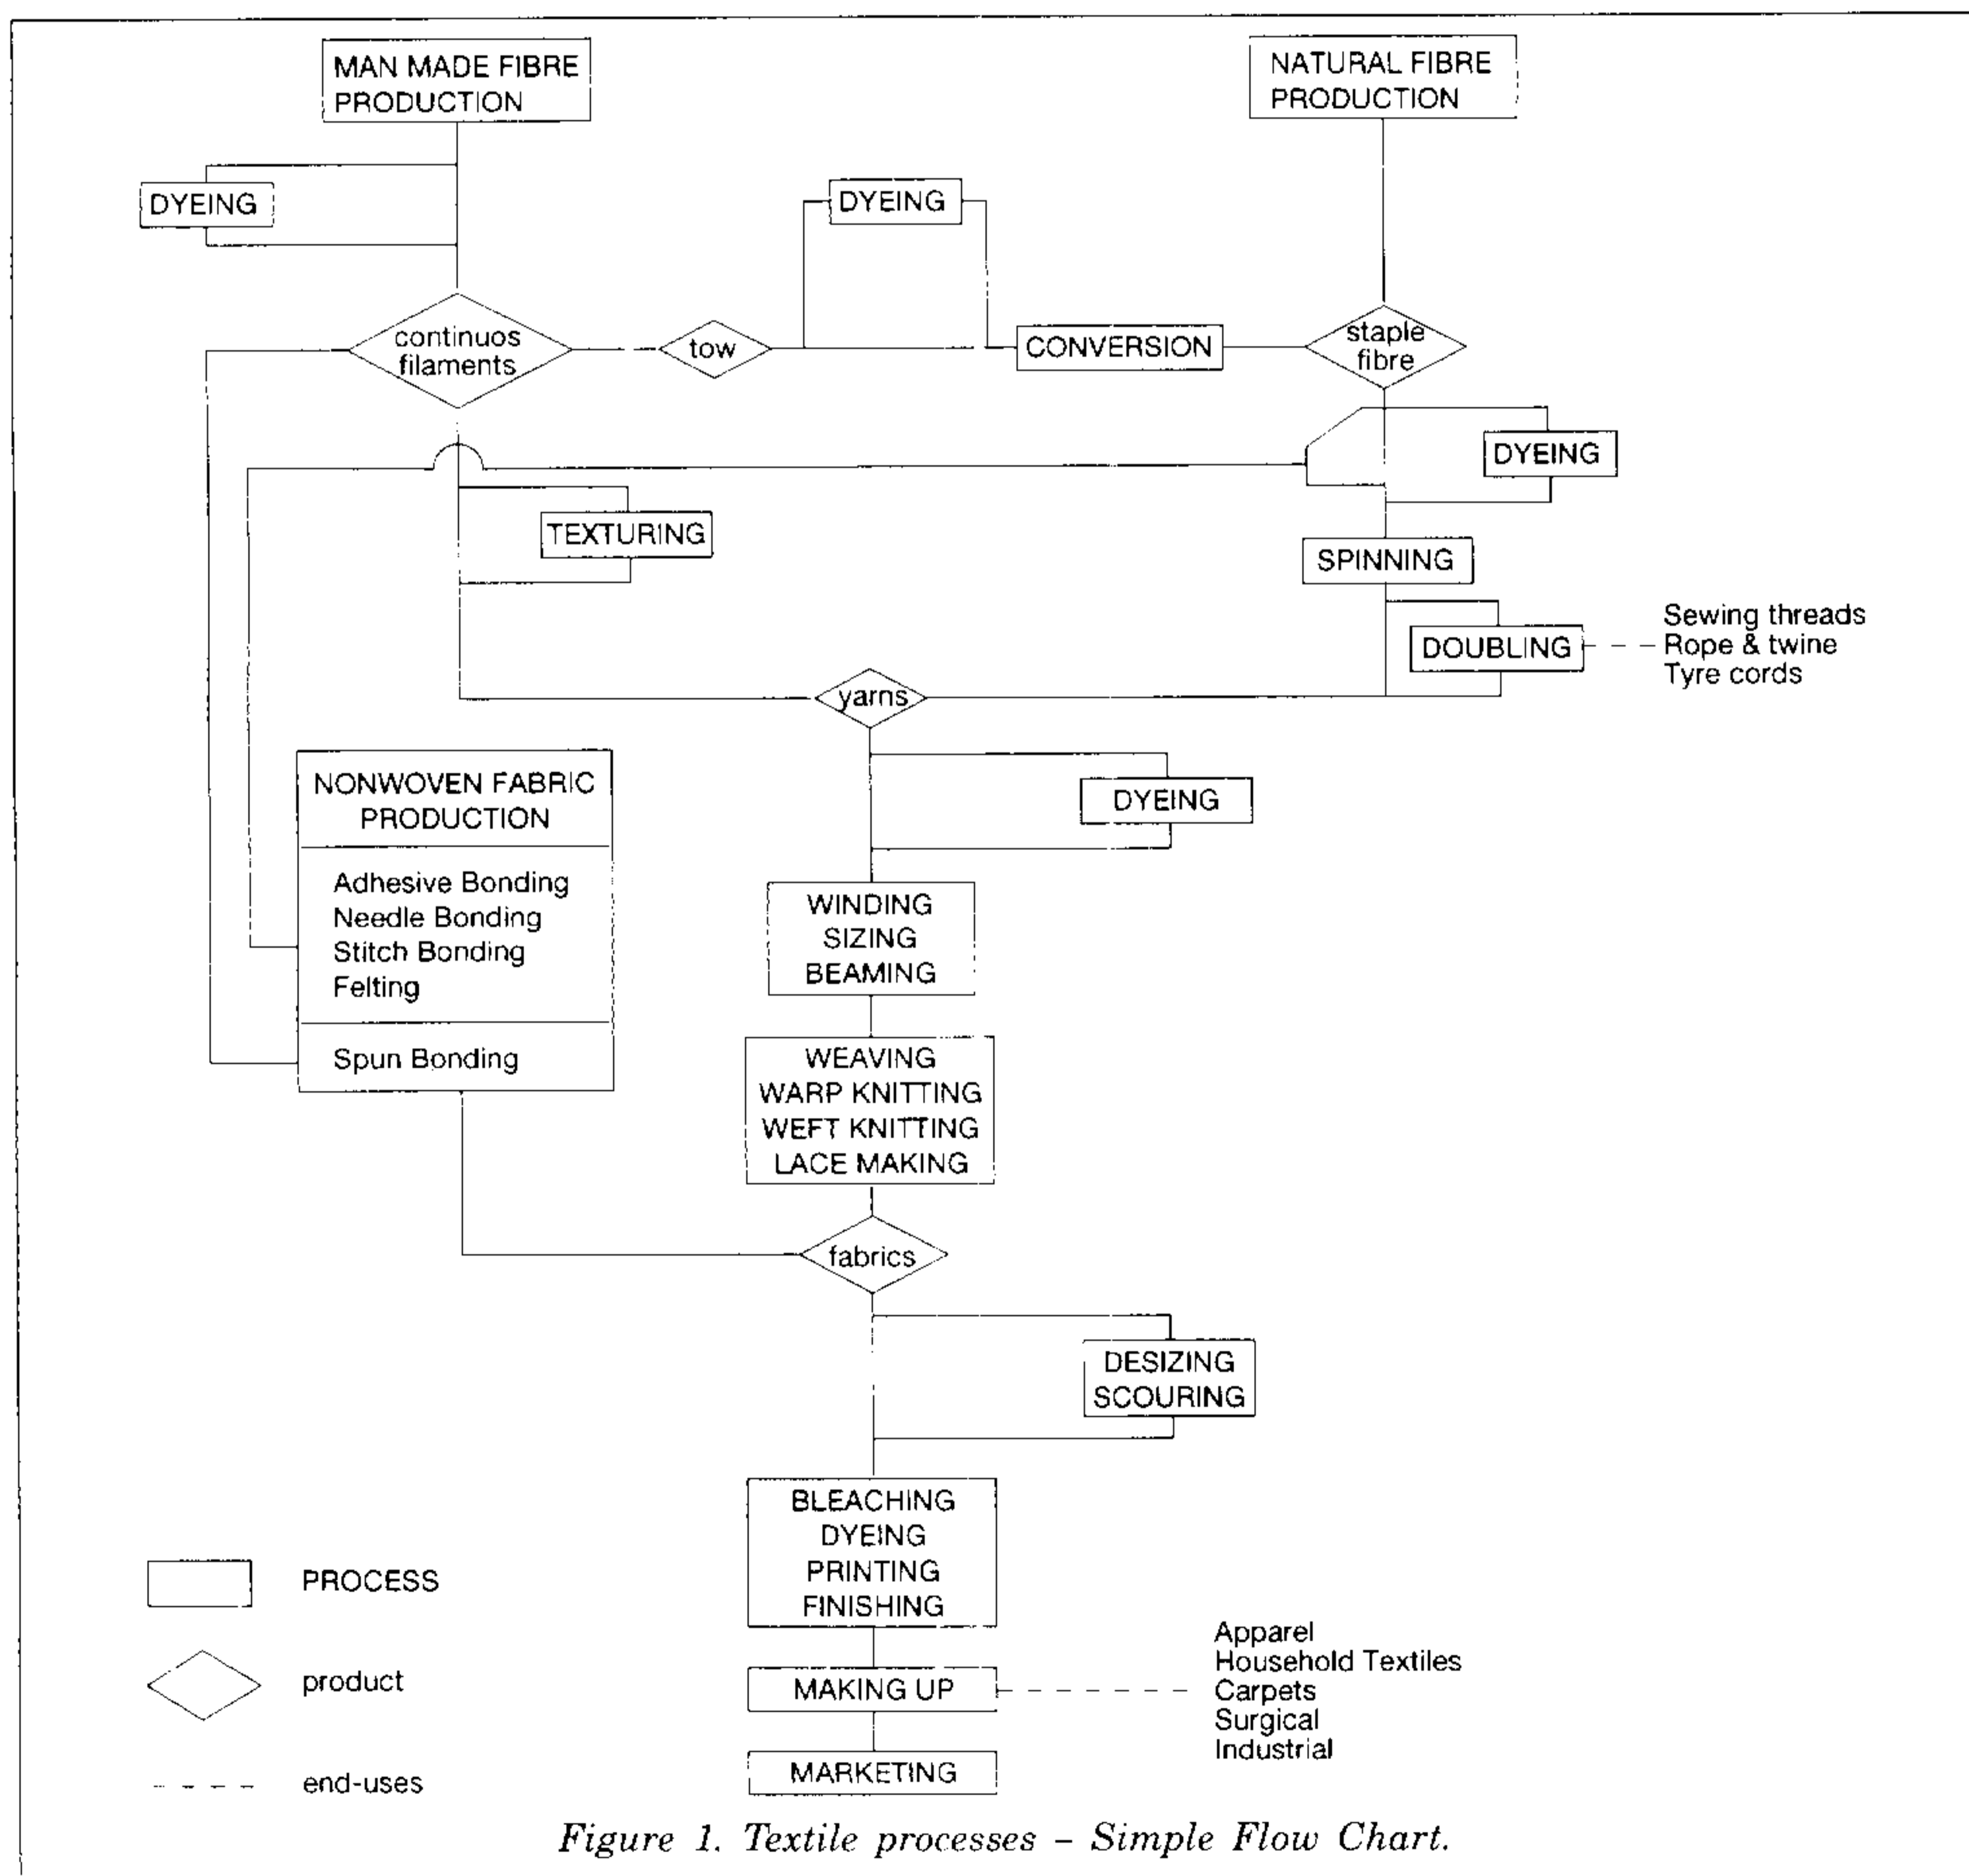 MAN MADE FIBRE
PRODUCTION
NATURAL FIBRE
PRODUCTION
DYEING
DYEING
continuos
filaments
tow
CONVERSION
staple
fibre
DYEING
TEXTURING
SPINNING
DOUBLING
Sewing threads
Rope & twine
Tyre cords
yarns
NONWOVEN FABRIC
PRODUCTION
Adhesive Bonding
Needle Bonding
Stitch Bonding
Felting
Spun Bonding
DYEING
WINDING
SIZING
BEAMING
WEAVING
WARP KNITTING
WEFT KNITTING
LACE MAKING
fabrics
DESIZING
SCOURING
BLEACHING
DYEING
PRINTING
FINISHING
MAKING UP
Apparel
Household Textiles
Carpets
Surgical
Industrial
MARKETING
PROCESS
product
end-uses
Figure 1. Textile processes – Simple Flow Chart.